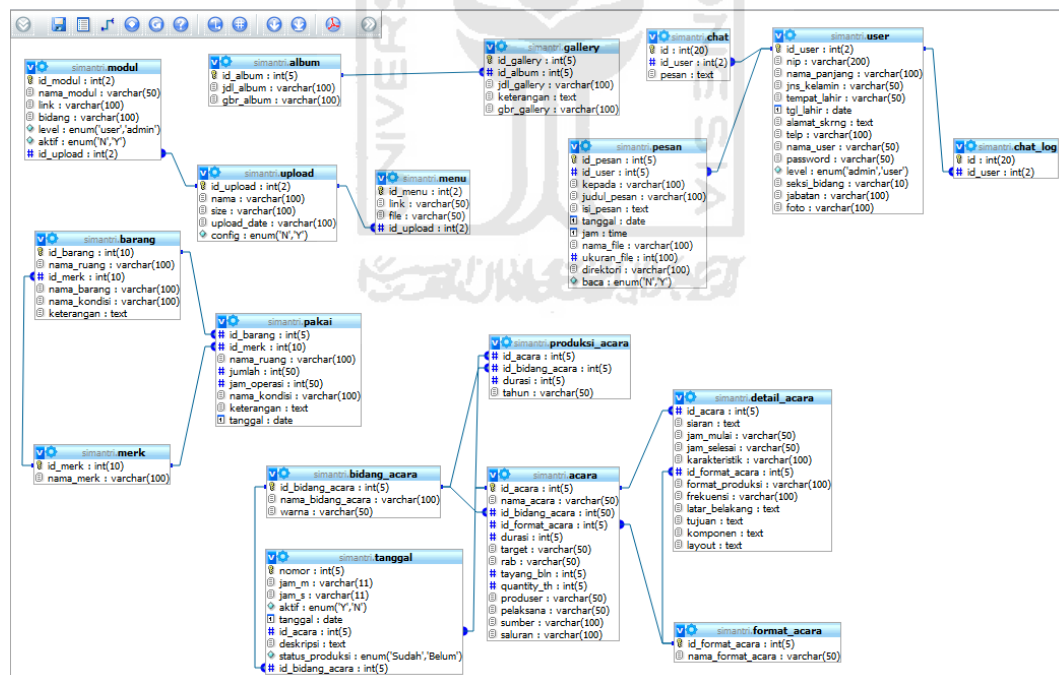 simantri.modul
id_modul : int(2)
nama_modul : varchar(50)
link : varchar(100)
bidang : varchar(100)
level : enum('user','admin')
aktif : enum('N','Y')
id_upload : int(2)
simantri.album
id_album : int(5)
jdl_album : varchar(100)
gbr_album : varchar(100)
simantri.gallery
id_gallery : int(5)
id_album : int(5)
jdl_gallery : varchar(100)
keterangan : text
gbr_gallery : varchar(100)
simantri.chat
id : int(20)
id_user : int(2)
pesan : text
simantri.user
id_user : int(2)
nip : varchar(200)
nama_panjang : varchar(100)
jns_kelamin : varchar(50)
tempat_lahir : varchar(50)
tgl_lahir : date
alamat_skrng : text
telp : varchar(100)
nama_user : varchar(50)
password : varchar(50)
level : enum('admin','user')
seksi_bidang : varchar(10)
jabatan : varchar(100)
foto : varchar(100)
simantri.chat_log
id : int(20)
id_user : int(2)
simantri.upload
id_upload : int(2)
nama : varchar(100)
size : varchar(100)
upload_date : varchar(100)
config : enum('N','Y')
simantri.menu
id_menu : int(2)
link : varchar(50)
file : varchar(50)
id_upload : int(2)
simantri.pesan
id_pesan : int(5)
id_user : int(5)
kepada : varchar(100)
judul_pesan : varchar(100)
isi_pesan : text
tanggal : date
jam : time
nama_file : varchar(100)
ukuran_file : int(100)
direktori : varchar(100)
baca : enum('N','Y')
simantri.barang
id_barang : int(10)
nama_ruang : varchar(100)
id_merk : int(10)
nama_barang : varchar(100)
nama_kondisi : varchar(100)
keterangan : text
simantri.pakai
id_barang : int(5)
id_merk : int(10)
nama_ruang : varchar(100)
jumlah : int(50)
jam_operasi : int(50)
nama_kondisi : varchar(100)
keterangan : text
tanggal : date
simantri.merk
id_merk : int(10)
nama_merk : varchar(100)
simantri.produksi_acara
id_acara : int(5)
id_bidang_acara : int(5)
durasi : int(5)
tahun : varchar(50)
simantri.detail_acara
id_acara : int(5)
siaran : text
jam_mulai : varchar(50)
jam_selesai : varchar(50)
karakteristik : varchar(100)
id_format_acara : int(5)
format_produksi : varchar(100)
frekuensi : varchar(100)
latar_belakang : text
tujuan : text
komponen : text
layout : text
simantri.bidang_acara
id_bidang_acara : int(5)
nama_bidang_acara : varchar(100)
warna : varchar(50)
simantri.acara
id_acara : int(5)
nama_acara : varchar(50)
id_bidang_acara : int(50)
id_format_acara : int(5)
durasi : int(5)
target : varchar(50)
rab : varchar(50)
tayang_bln : int(5)
quantity_th : int(5)
produser : varchar(50)
pelaksana : varchar(50)
sumber : varchar(100)
saluran : varchar(100)
simantri.tanggal
nomor : int(5)
jam_m : varchar(11)
jam_s : varchar(11)
aktif : enum('Y','N')
tanggal : date
id_acara : int(5)
deskripsi : text
status_produksi : enum('Sudah','Belum')
id_bidang_acara : int(5)
simantri.format_acara
id_format_acara : int(5)
nama_format_acara : varchar(50)